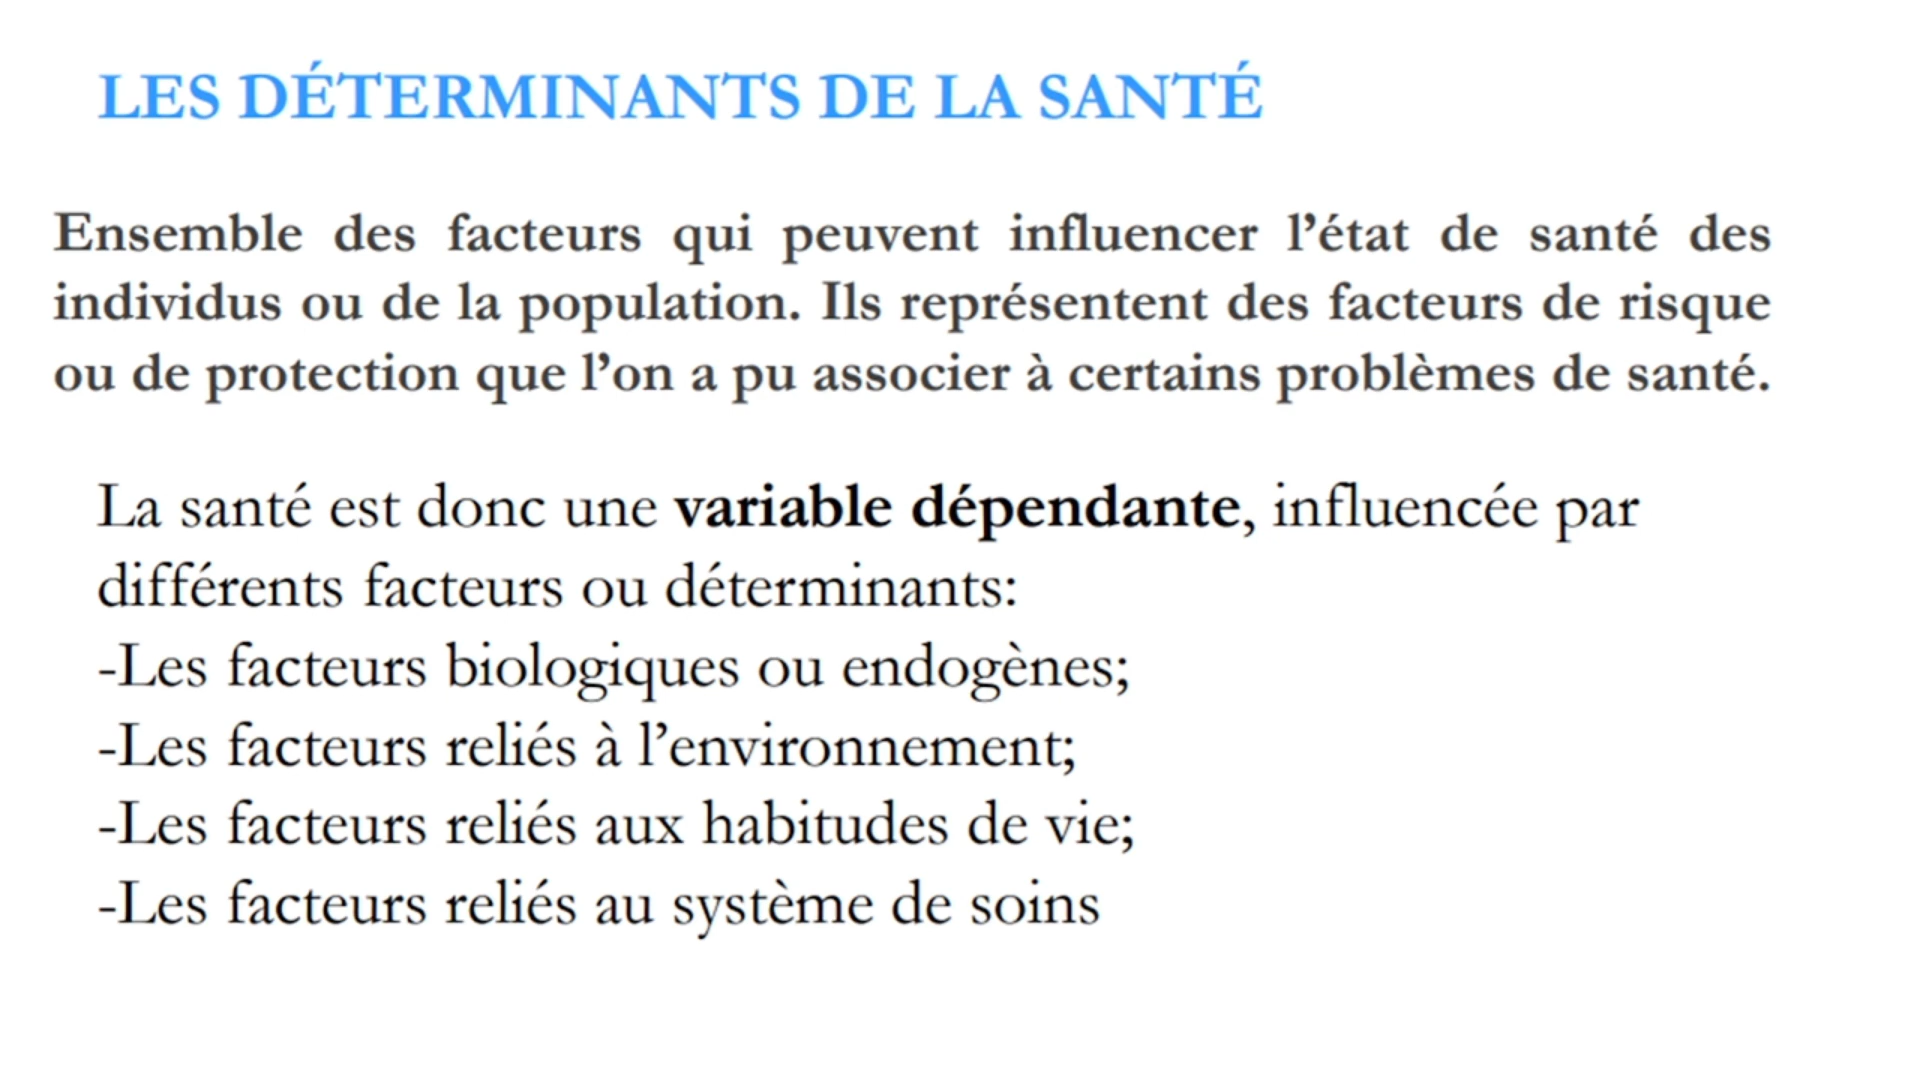 LES DÉTERMINANTS DE LA SANTÉ
Ensemble des facteurs qui peuvent influencer l’état de santé des
individus ou de la population. Ils représentent des facteurs de risque
ou de protection que l’on a pu associer à certains problèmes de santé.
La santé est donc une variable dépendante, influencée par
différents facteurs ou déterminants:
-Les facteurs biologiques ou endogènes;
-Les facteurs reliés à l’environnement;
-Les facteurs reliés aux habitudes de vie;
-Les facteurs reliés au système de soins